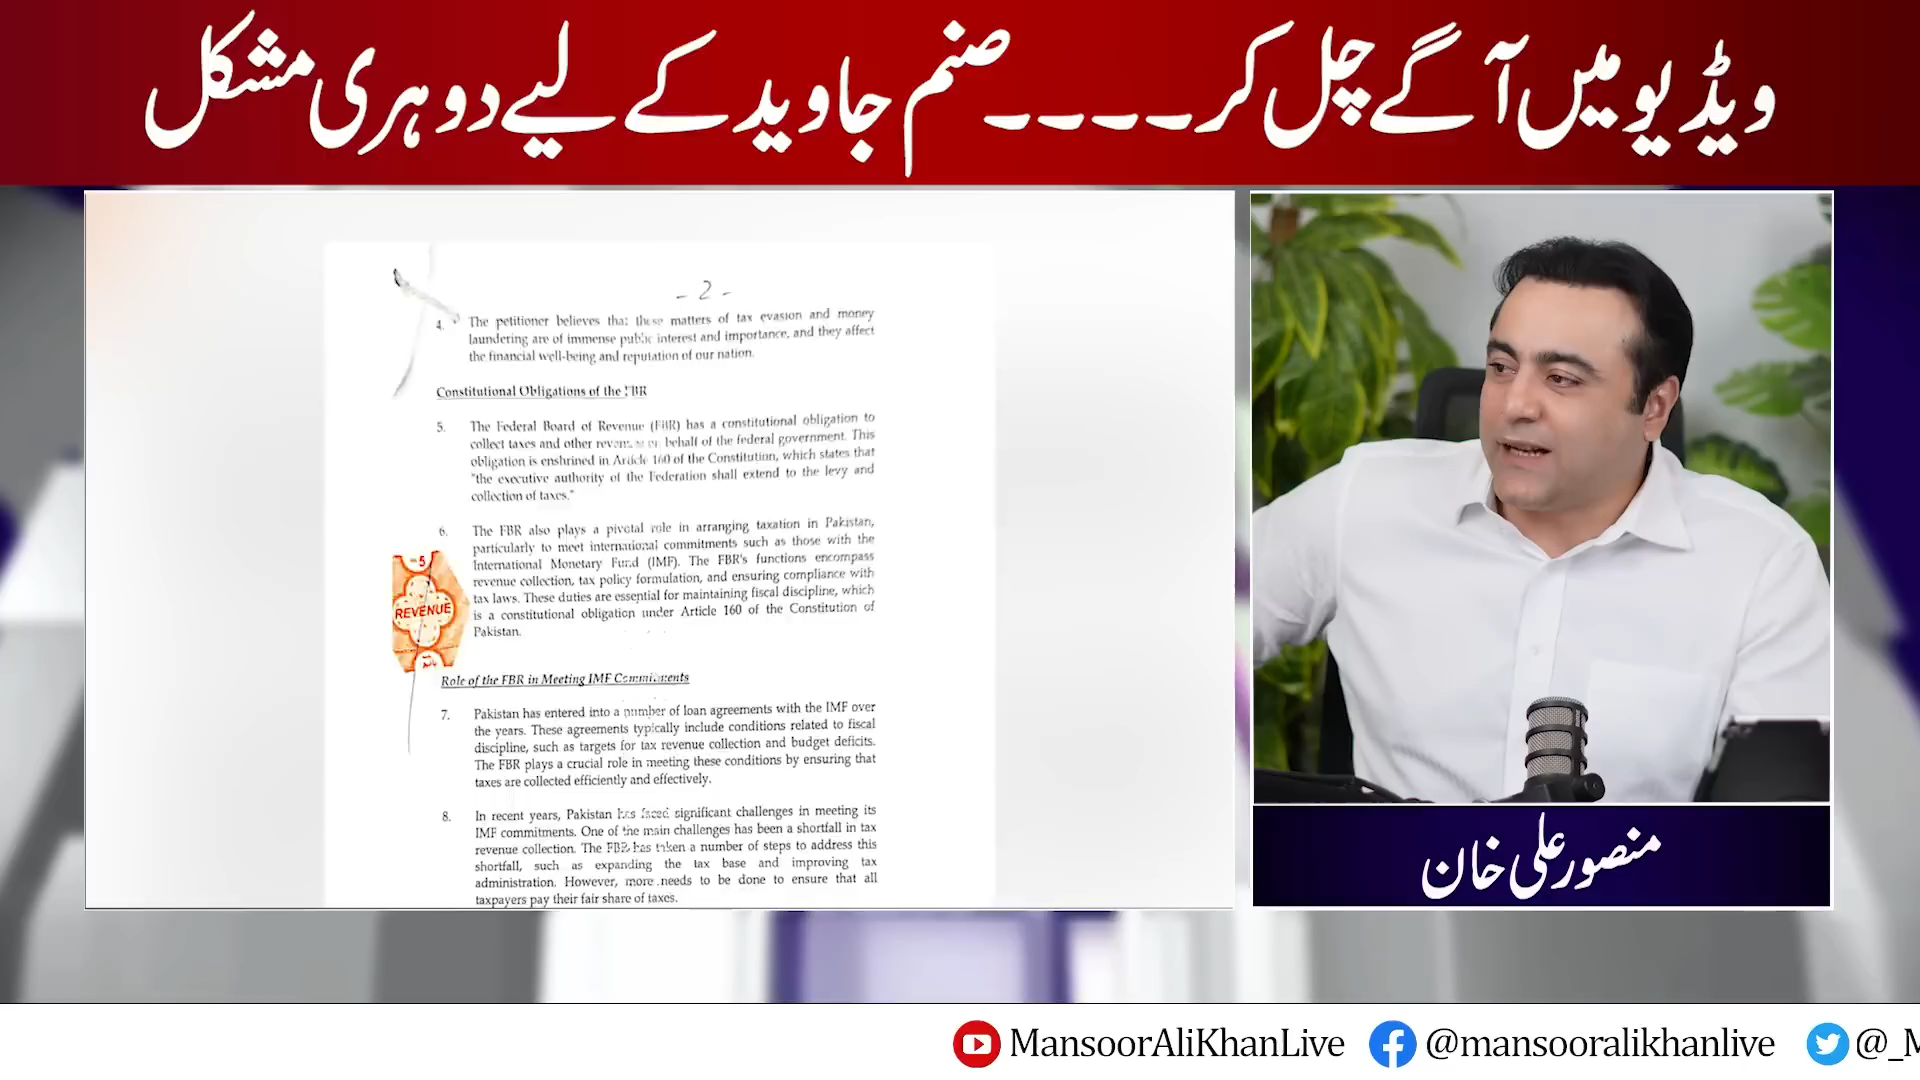 ویڈیو میں آگے چل کر ---- صنم جاوید کے لیے دوہری مشکل
- 2 -
4. The petitioner believes that these matters of tax evasion and money
laundering are of immense public interest and importance, and they affect
the financial well-being and reputation of our nation.
Constitutional Obligations of the FBR
5. The Federal Board of Revenue (FBR) has a constitutional obligation to
collect taxes and other revenue on behalf of the federal government. This
obligation is enshrined in Article 160 of the Constitution, which states that
"the executive authority of the Federation shall extend to the levy and
collection of taxes."
6. The FBR also plays a pivotal role in arranging taxation in Pakistan,
particularly to meet international commitments such as those with the
International Monetary Fund (IMF). The FBR's functions encompass
revenue collection, tax policy formulation, and ensuring compliance with
tax laws. These duties are essential for maintaining fiscal discipline, which
is a constitutional obligation under Article 160 of the Constitution of
Pakistan.
5
REVENUE
Role of the FBR in Meeting IMF Commitments
7. Pakistan has entered into a number of loan agreements with the IMF over
the years. These agreements typically include conditions related to fiscal
discipline, such as targets for tax revenue collection and budget deficits.
The FBR plays a crucial role in meeting these conditions by ensuring that
taxes are collected efficiently and effectively.
8. In recent years, Pakistan has faced significant challenges in meeting its
IMF commitments. One of the main challenges has been a shortfall in tax
revenue collection. The FBR has taken a number of steps to address this
shortfall, such as expanding the tax base and improving tax
administration. However, more needs to be done to ensure that all
taxpayers pay their fair share of taxes.
منصور علی خان
MansoorAliKhanLive @mansooralikhanlive @_M